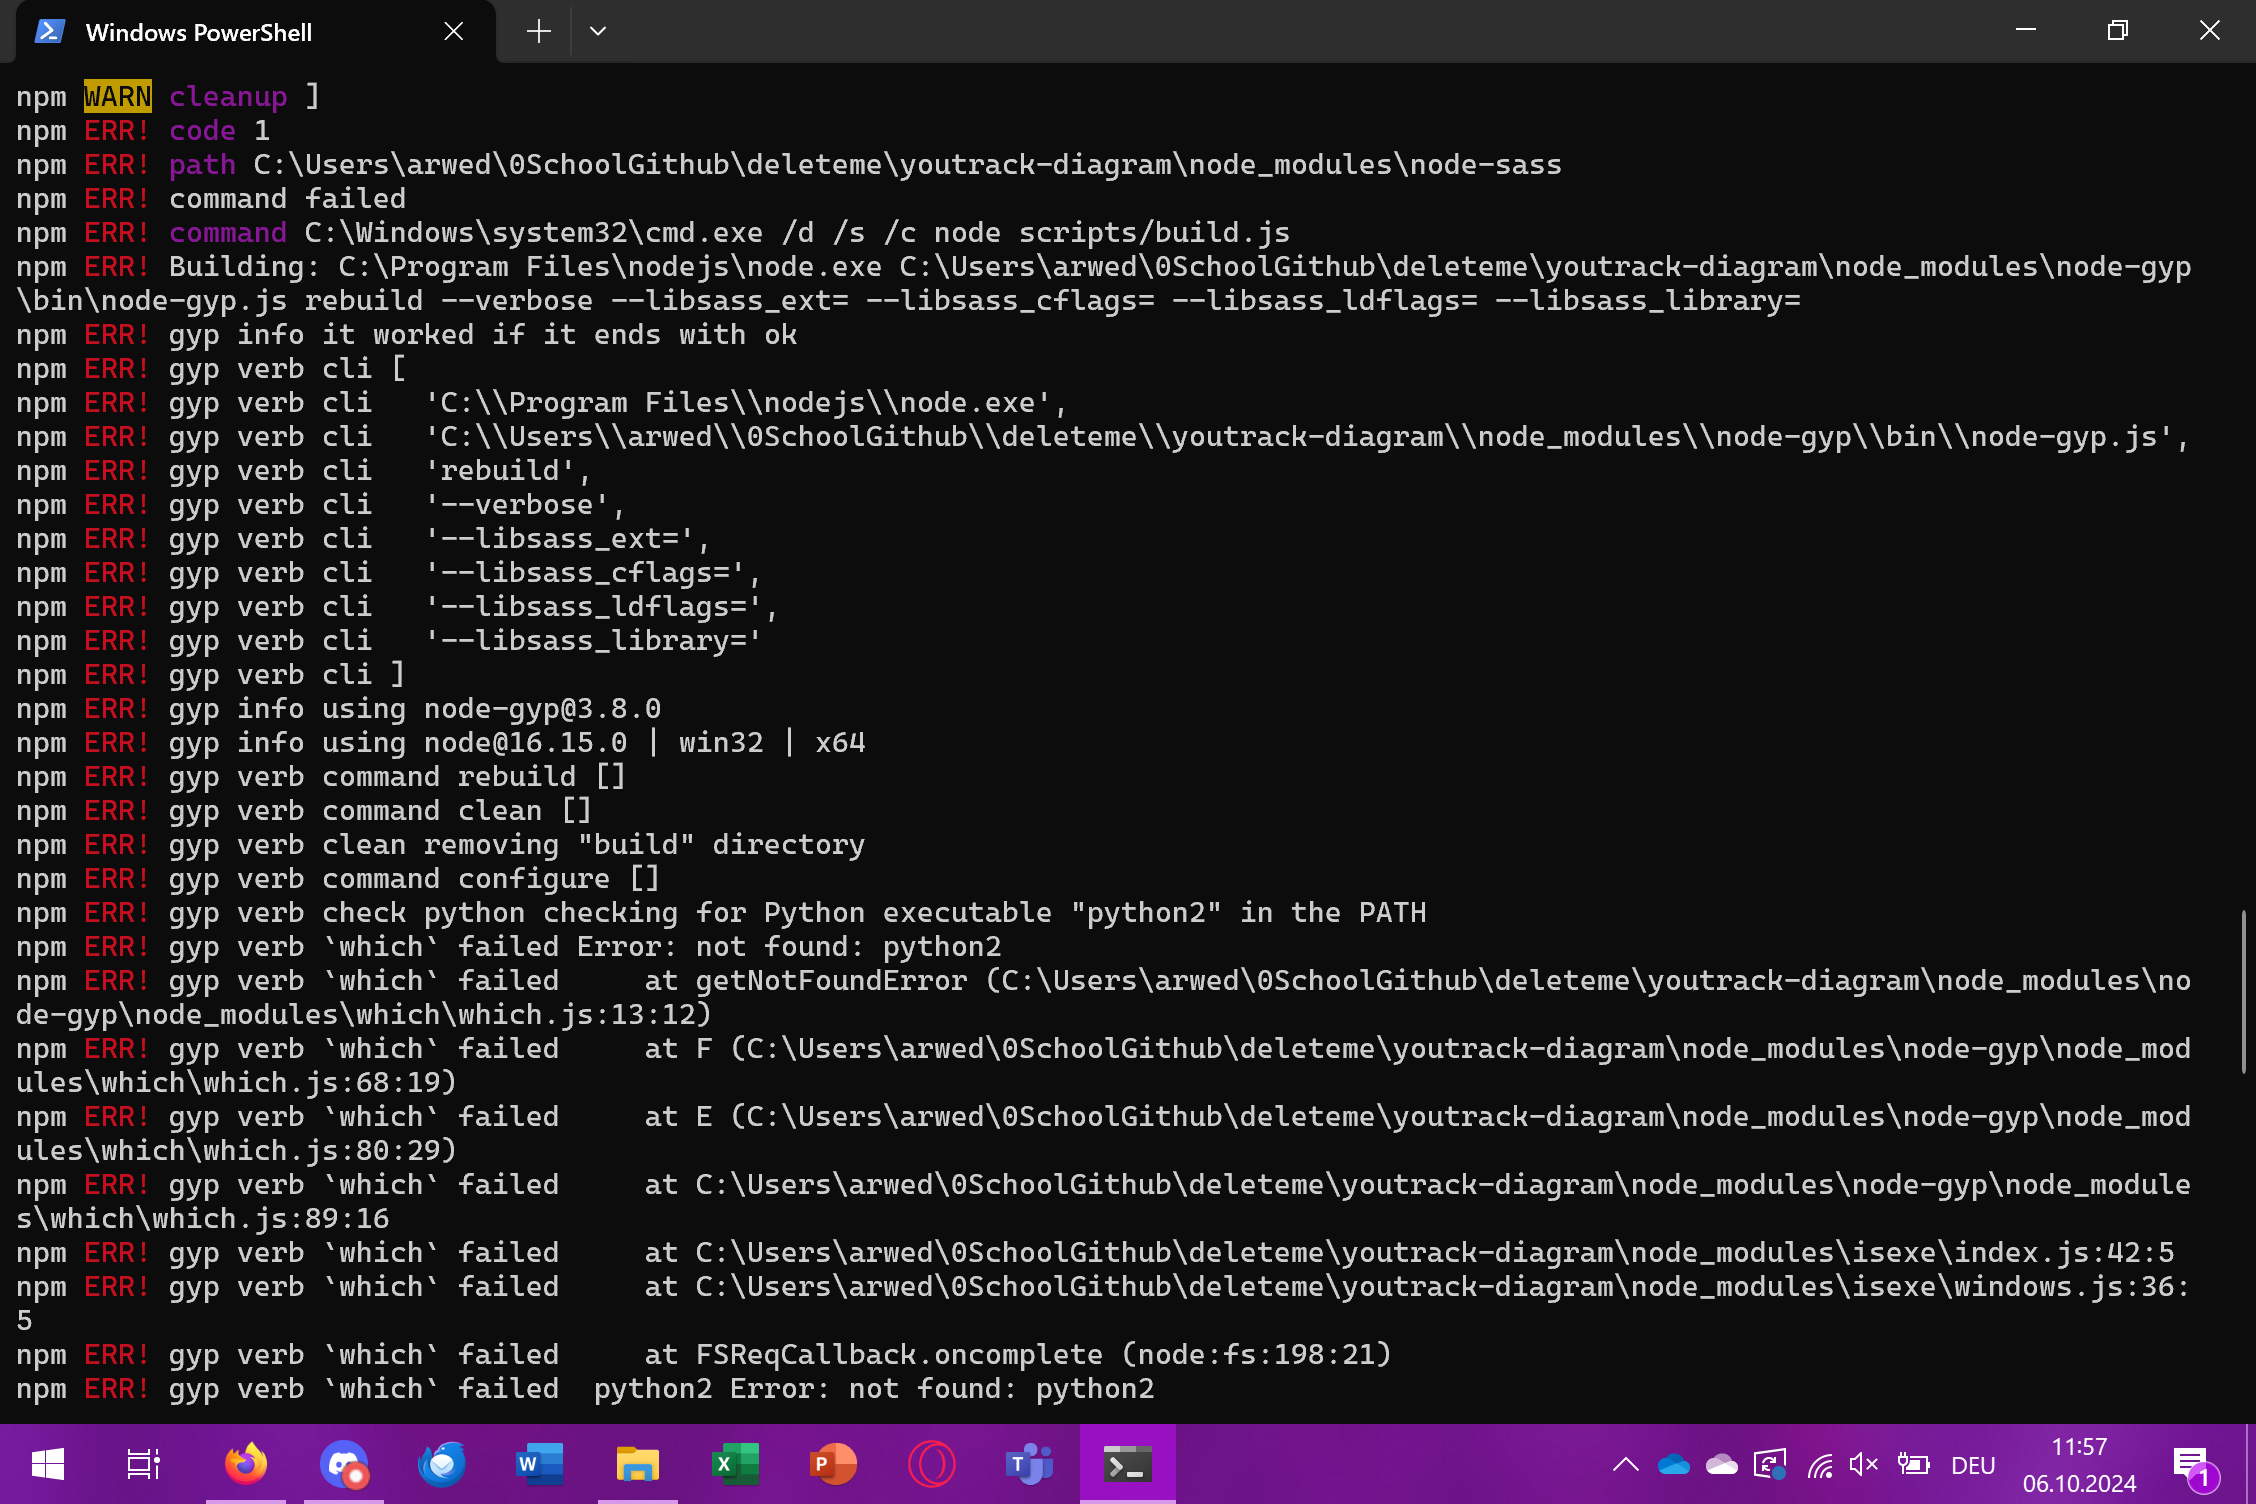 Windows PowerShell
npm WARN cleanup ]
npm ERR! code 1
npm ERR! path C:\Users\arwed\0SchoolGithub\deleteme\youtrack-diagram\node_modules\node-sass
npm ERR! command failed
npm ERR! command C:\Windows\system32\cmd.exe /d /s /c node scripts/build.js
npm ERR! Building: C:\Program Files\nodejs\node.exe C:\Users\arwed\0SchoolGithub\deleteme\youtrack-diagram\node_modules\node-gyp
\bin\node-gyp.js rebuild --verbose --libsass_ext= --libsass_cflags= --libsass_ldflags= --libsass_library=
npm ERR! gyp info it worked if it ends with ok
npm ERR! gyp verb cli [
npm ERR! gyp verb cli   'C:\\Program Files\\nodejs\\node.exe',
npm ERR! gyp verb cli   'C:\\Users\\arwed\\0SchoolGithub\\deleteme\\youtrack-diagram\\node_modules\\node-gyp\\bin\\node-gyp.js',
npm ERR! gyp verb cli   'rebuild',
npm ERR! gyp verb cli   '--verbose',
npm ERR! gyp verb cli   '--libsass_ext=',
npm ERR! gyp verb cli   '--libsass_cflags=',
npm ERR! gyp verb cli   '--libsass_ldflags=',
npm ERR! gyp verb cli   '--libsass_library='
npm ERR! gyp verb cli ]
npm ERR! gyp info using node-gyp@3.8.0
npm ERR! gyp info using node@16.15.0 | win32 | x64
npm ERR! gyp verb command rebuild []
npm ERR! gyp verb command clean []
npm ERR! gyp verb clean removing "build" directory
npm ERR! gyp verb command configure []
npm ERR! gyp verb check python checking for Python executable "python2" in the PATH
npm ERR! gyp verb `which` failed Error: not found: python2
npm ERR! gyp verb `which` failed     at getNotFoundError (C:\Users\arwed\0SchoolGithub\deleteme\youtrack-diagram\node_modules\no
de-gyp\node_modules\which\which.js:13:12)
npm ERR! gyp verb `which` failed     at F (C:\Users\arwed\0SchoolGithub\deleteme\youtrack-diagram\node_modules\node-gyp\node_mod
ules\which\which.js:68:19)
npm ERR! gyp verb `which` failed     at E (C:\Users\arwed\0SchoolGithub\deleteme\youtrack-diagram\node_modules\node-gyp\node_mod
ules\which\which.js:80:29)
npm ERR! gyp verb `which` failed     at C:\Users\arwed\0SchoolGithub\deleteme\youtrack-diagram\node_modules\node-gyp\node_module
s\which\which.js:89:16
npm ERR! gyp verb `which` failed     at C:\Users\arwed\0SchoolGithub\deleteme\youtrack-diagram\node_modules\isexe\index.js:42:5
npm ERR! gyp verb `which` failed     at C:\Users\arwed\0SchoolGithub\deleteme\youtrack-diagram\node_modules\isexe\windows.js:36:
5
npm ERR! gyp verb `which` failed     at FSReqCallback.oncomplete (node:fs:198:21)
npm ERR! gyp verb `which` failed  python2 Error: not found: python2
W
X
P
T
DEU
11:57
06.10.2024
1